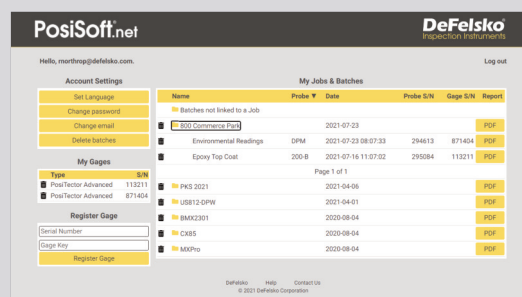 PosiSoft.net
DeFelsko
Inspection Instruments
Hello, rnorthrop@defelsko.com.
Log out
Account Settings
Set Language
Change password
Change email
Delete batches
My Gages
Type S/N
PosiTector Advanced 113211
PosiTector Advanced 871404
Register Gage
Serial Number
Gage Key
Register Gage
My Jobs & Batches
Name Probe ▼ Date Probe S/N Gage S/N Report
Batches not linked to a Job
800 Commerce Park 2021-07-23 PDF
Environmental Readings DPM 2021-07-23 08:07:33 294613 871404 PDF
Epoxy Top Coat 200-B 2021-07-16 11:07:02 295084 113211 PDF
Page 1 of 1
PKS 2021 2021-04-06 PDF
US812-DPW 2021-04-01 PDF
BMX2301 2020-08-04 PDF
CX85 2020-08-04 PDF
MXPro 2020-08-04 PDF
DeFelsko Help Contact Us
© 2021 DeFelsko Corporation